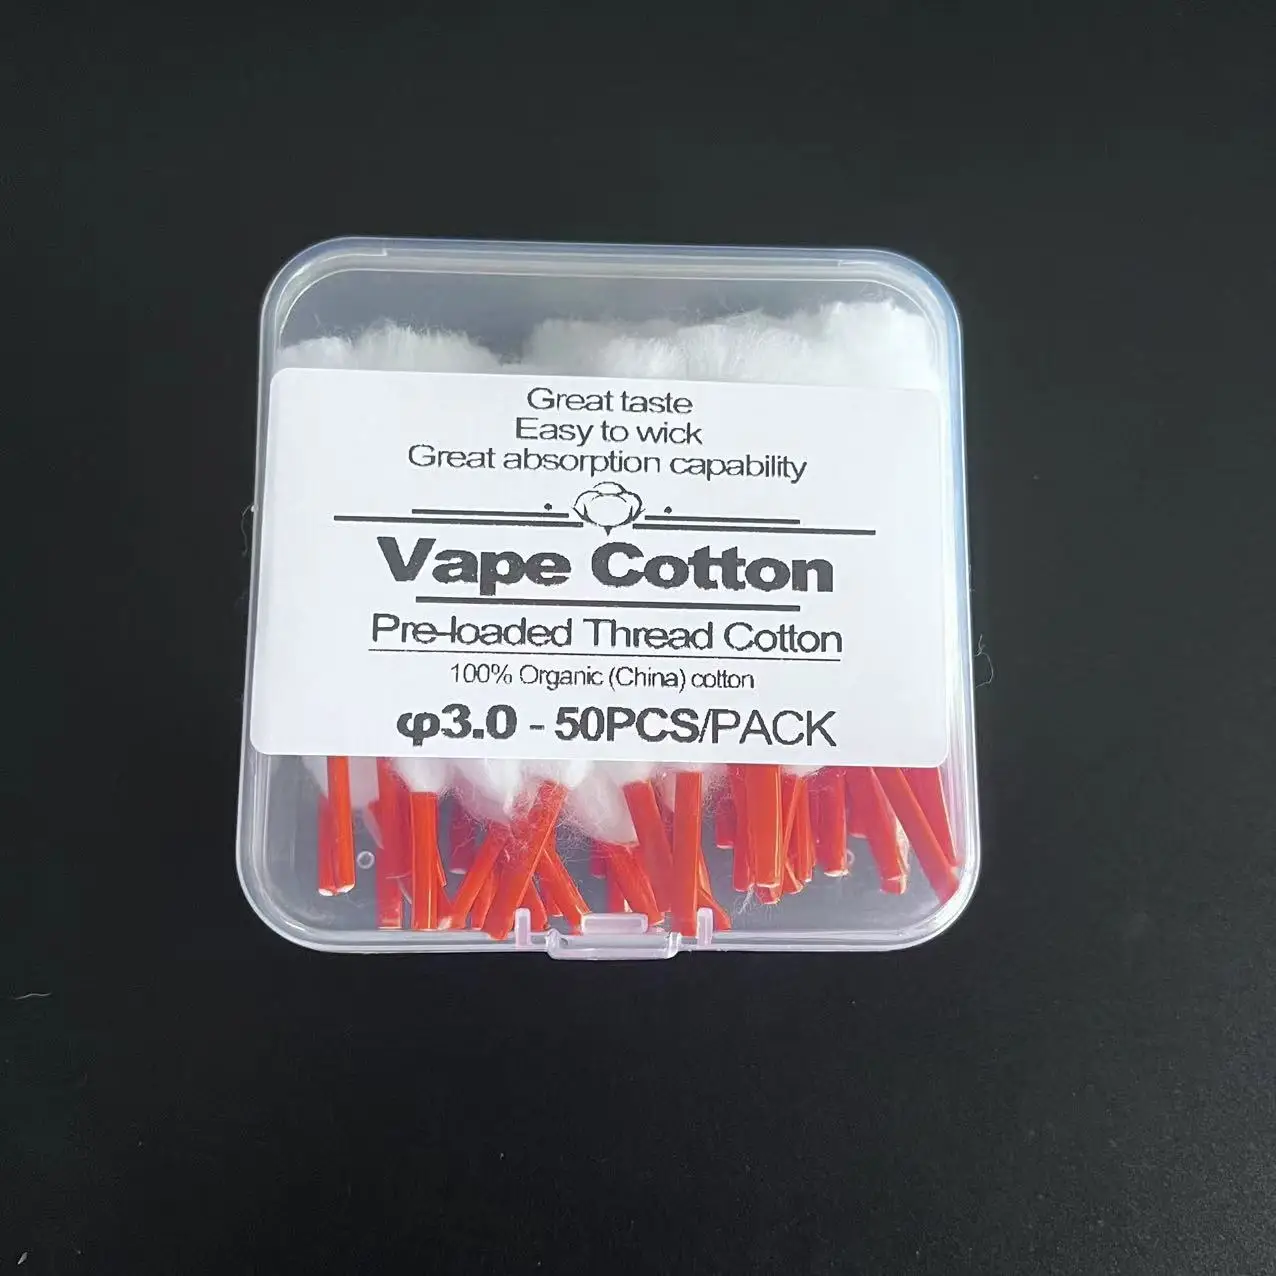 Great taste
Easy to wick
Great absorption capability
Vape Cotton
Pre-loaded Thread Cotton
100% Organic (China) cotton
φ3.0 - 50PCS/PACK